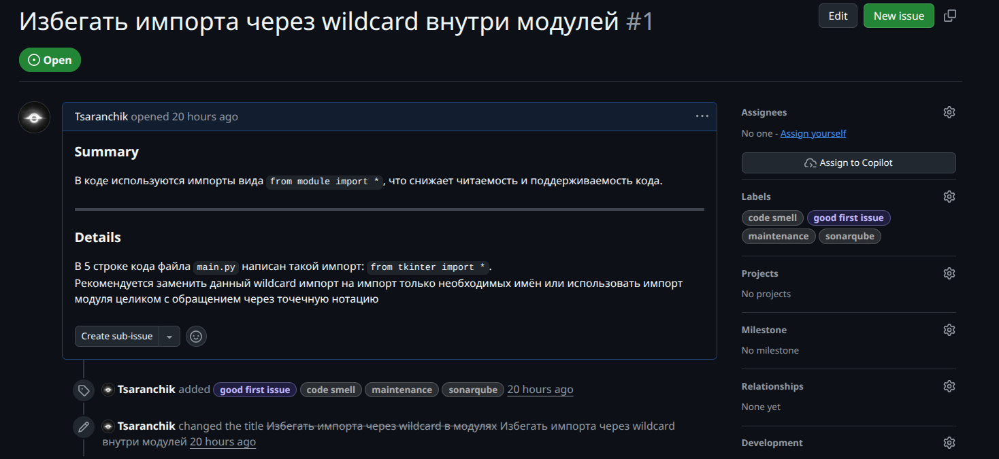 Избегать импорта через wildcard внутри модулей #1
Edit
New issue
Open
Tsaranchik opened 20 hours ago
Summary
В коде используются импорты вида from module import *, что снижает читаемость и поддерживаемость кода.
Details
В 5 строке кода файла main.py написан такой импорт: from tkinter import *.
Рекомендуется заменить данный wildcard импорт на импорт только необходимых имён или использовать импорт
модуля целиком с обращением через точечную нотацию
Create sub-issue
Tsaranchik added good first issue code smell maintenance sonarqube 20 hours ago
Tsaranchik changed the title Избегать импорта через wildcard в модулях Избегать импорта через wildcard
внутри модулей 20 hours ago
Assignees
No one - Assign yourself
Assign to Copilot
Labels
code smell good first issue
maintenance sonarqube
Projects
No projects
Milestone
No milestone
Relationships
None yet
Development